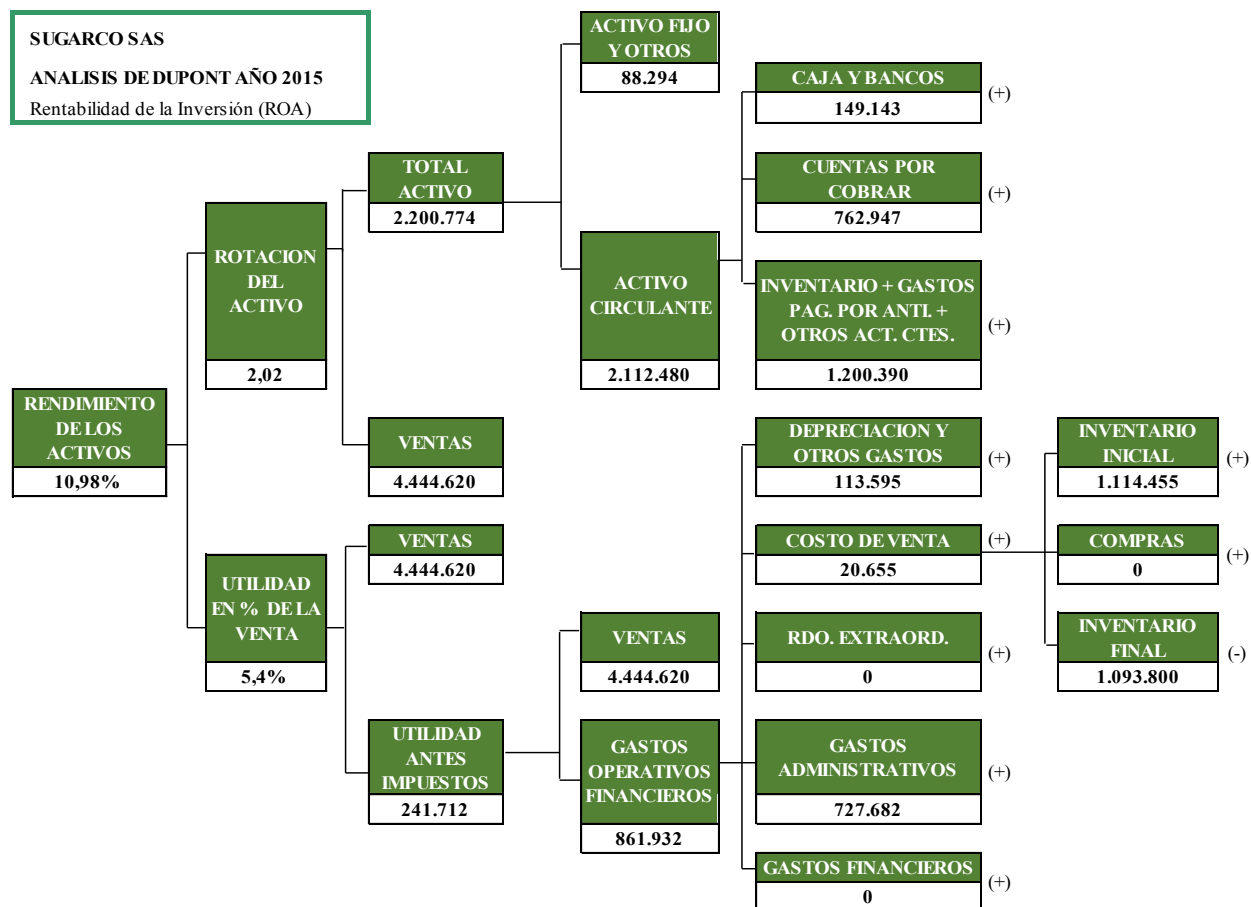 SUGARCO SAS
ANALISIS DE DUPONT AÑO 2015
Rentabilidad de la Inversión (ROA)
ACTIVO FIJO
Y OTROS
88.294
CAJA Y BANCOS
149.143
(+)
TOTAL
ACTIVO
2.200.774
CUENTAS POR
COBRAR
762.947
(+)
ROTACION
DEL
ACTIVO
2,02
ACTIVO
CIRCULANTE
2.112.480
INVENTARIO + GASTOS
PAG. POR ANTI. +
OTROS ACT. CTES.
1.200.390
(+)
RENDIMIENTO
DE LOS
ACTIVOS
10,98%
VENTAS
4.444.620
DEPRECIACION Y
OTROS GASTOS
113.595
(+)
INVENTARIO
INICIAL
1.114.455
(+)
VENTAS
4.444.620
COSTO DE VENTA
20.655
(+)
COMPRAS
0
(+)
UTILIDAD
EN % DE LA
VENTA
5,4%
VENTAS
4.444.620
RDO. EXTRAORD.
0
(+)
INVENTARIO
FINAL
1.093.800
(-)
UTILIDAD
ANTES
IMPUESTOS
241.712
GASTOS
OPERATIVOS
FINANCIEROS
861.932
GASTOS
ADMINISTRATIVOS
727.682
(+)
GASTOS FINANCIEROS
0
(+)